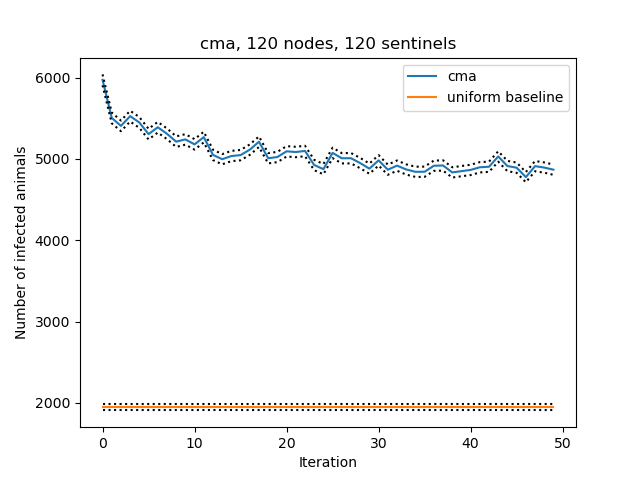 cma, 120 nodes, 120 sentinels
cma
uniform baseline
Number of infected animals
6000
5000
4000
3000
2000
0 10 20 30 40 50
Iteration